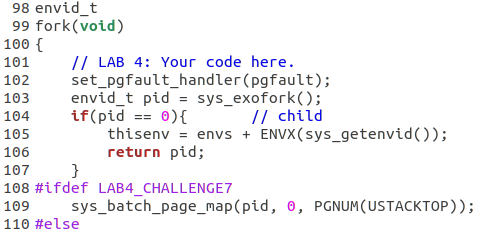 98 envid_t
99 fork(void)
100 {
101     // LAB 4: Your code here.
102     set_pgfault_handler(pgfault);
103     envid_t pid = sys_exofork();
104     if(pid == 0){        // child
105         thisenv = envs + ENVX(sys_getenvid());
106         return pid;
107     }
108 #ifdef LAB4_CHALLENGE7
109     sys_batch_page_map(pid, 0, PGNUM(USTACKTOP));
110 #else